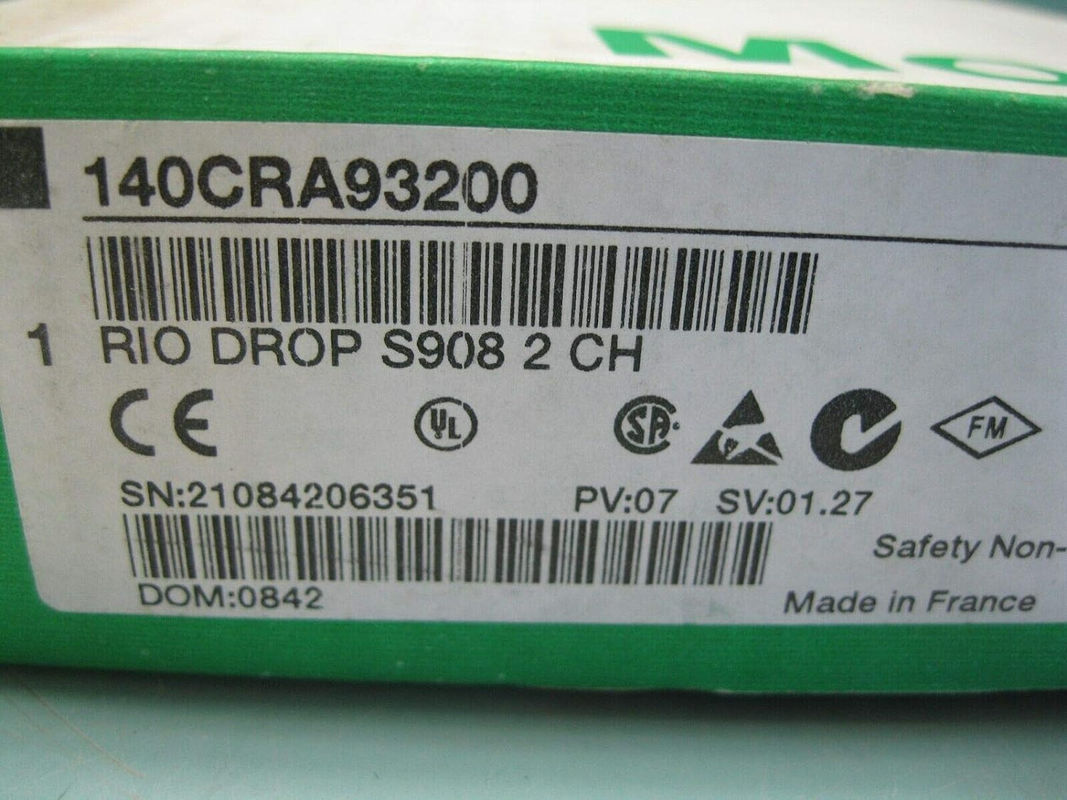 Mo
140CRA93200
1 RIO DROP S908 2 CH
CE UL SA FM
SN:21084206351 PV:07 SV:01.27
Safety Non-
DOM:0842
Made in France